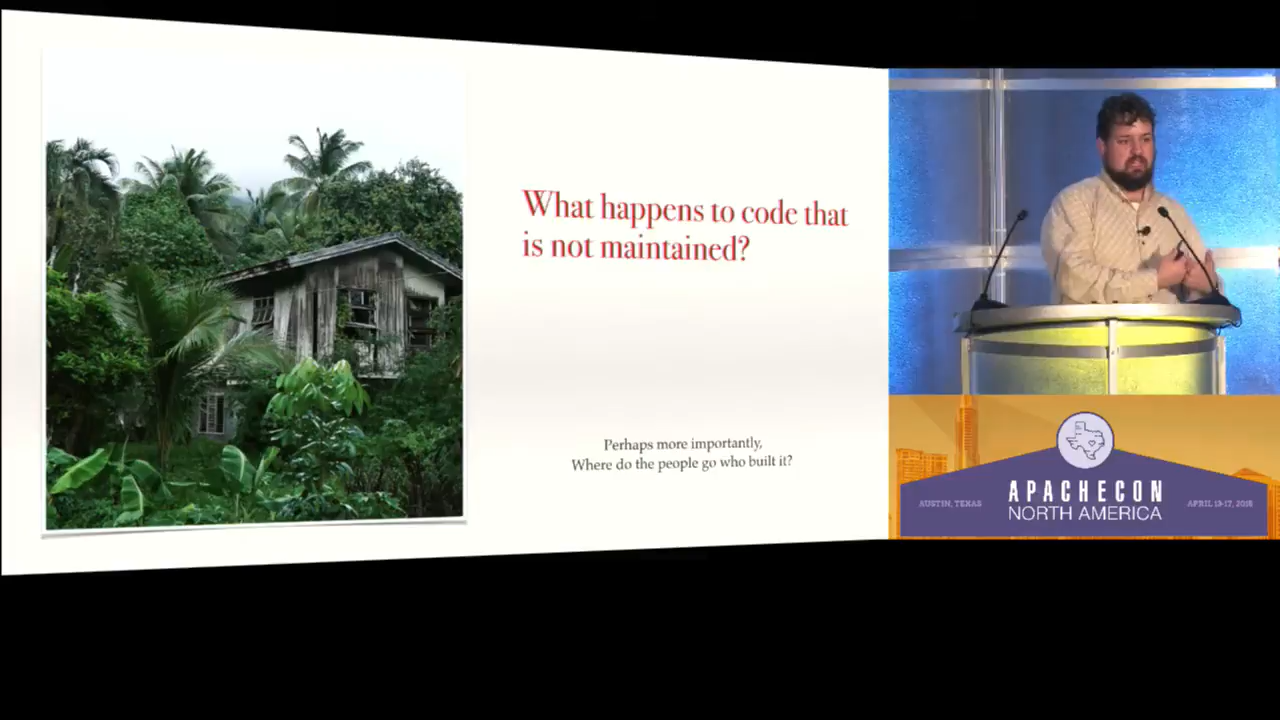 What happens to code that
is not maintained?
Perhaps more importantly,
Where do the people go who built it?
AUSTIN, TEXAS
APACHECON
NORTH AMERICA
APRIL 13-17, 2015